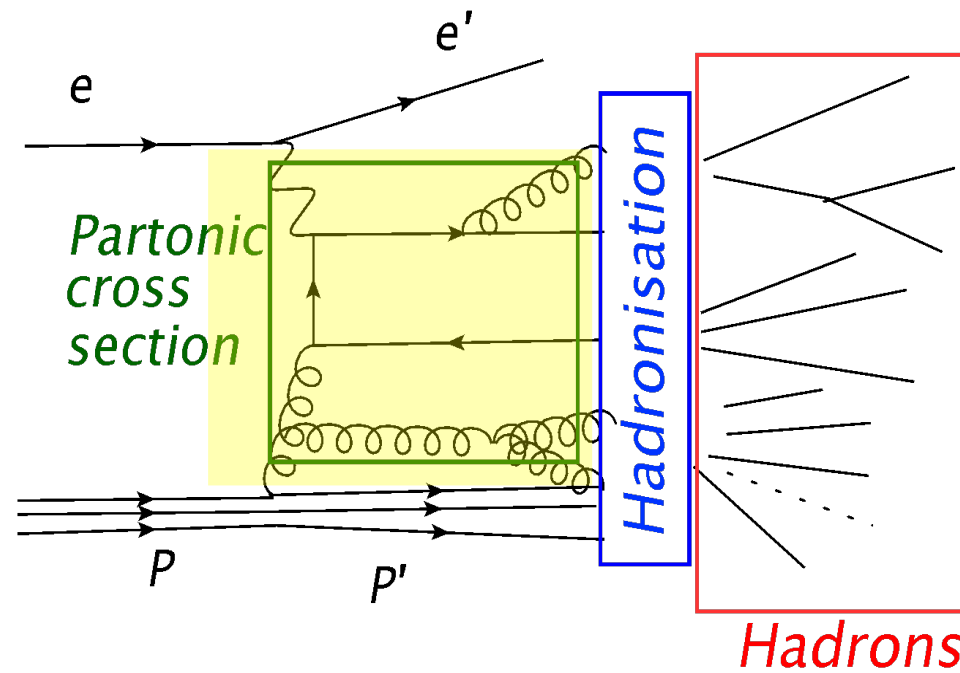 e'
e
Partonic
cross
section
Hadronisation
P
P'
Hadrons